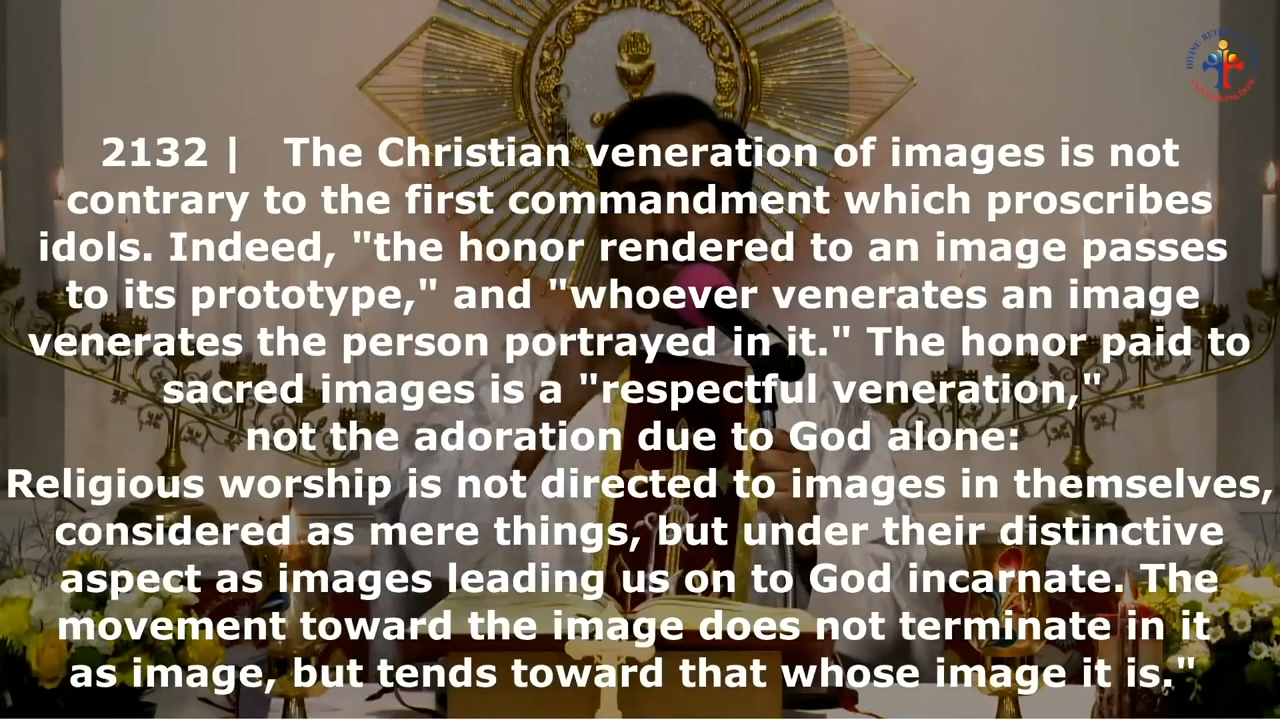 2132 | The Christian veneration of images is not
contrary to the first commandment which proscribes
idols. Indeed, "the honor rendered to an image passes
to its prototype," and "whoever venerates an image
venerates the person portrayed in it." The honor paid to
sacred images is a "respectful veneration,"
not the adoration due to God alone:
Religious worship is not directed to images in themselves,
considered as mere things, but under their distinctive
aspect as images leading us on to God incarnate. The
movement toward the image does not terminate in it
as image, but tends toward that whose image it is."